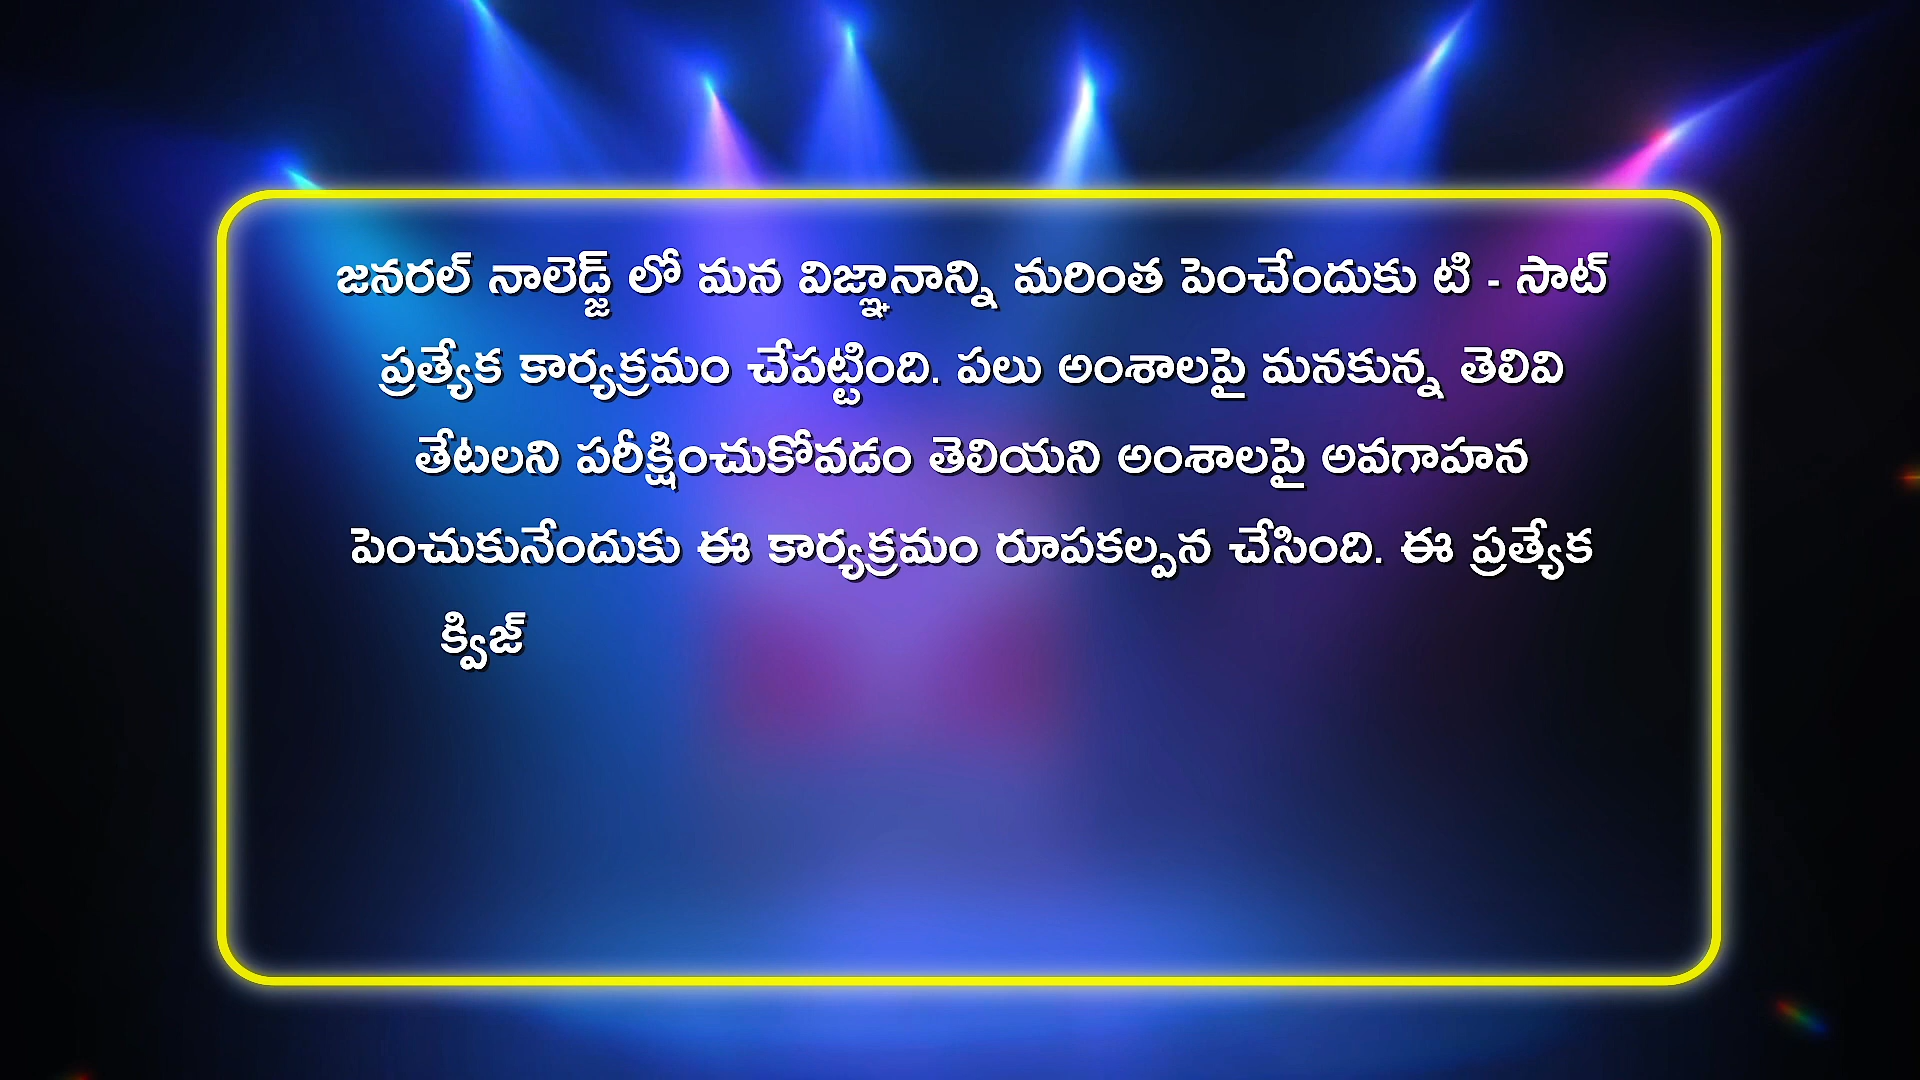 జనరల్ నాలెడ్జ్ లో మన విజ్ఞానాన్ని మరింత పెంచేందుకు టి - సాట్
ప్రత్యేక కార్యక్రమం చేపట్టింది. పలు అంశాలపై మనకున్న తెలివి
తేటలని పరీక్షించుకోవడం తెలియని అంశాలపై అవగాహన
పెంచుకునేందుకు ఈ కార్యక్రమం రూపకల్పన చేసింది. ఈ ప్రత్యేక
క్విజ్